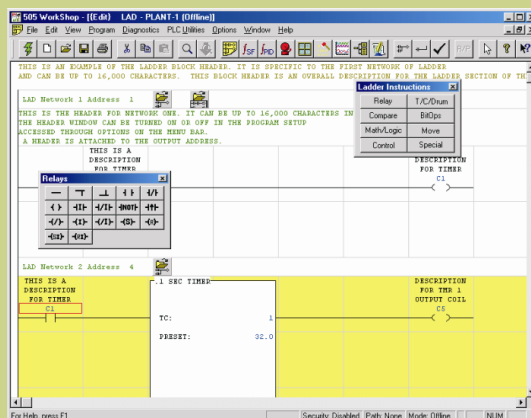 505 WorkShop - [(Edit) LAD - PLANT-1 (Offline)]
File Edit View Program Diagnostics PLC Utilities Options Window Help
THIS IS AN EXAMPLE OF THE LADDER BLOCK HEADER. IT IS SPECIFIC TO THE FIRST NETWORK OF LADDER
AND CAN BE UP TO 16,000 CHARACTERS. THIS BLOCK HEADER IS AN OVERALL DESCRIPTION FOR THE LADDER SECTION OF TH
Ladder Instructions
Relay T/C/Drum
Compare BitOps
Math/Logic Move
Control Special
LAD Network 1 Address 1
THIS IS THE HEADER FOR NETWORK ONE. IT CAN BE UP TO 16,000 CHARACTERS IN
THE HEADER WINDOW CAN BE TURNED ON OR OFF IN THE PROGRAM SETUP
ACCESSED THROUGH OPTIONS ON THE MENU BAR.
A HEADER IS ATTACHED TO THE OUTPUT ADDRESS.
THIS IS A
DESCRIPTION
FOR TIMER
DESCRIPTION
FOR TIMER
C1
Relays
NOT
LAD Network 2 Address 4
THIS IS A
DESCRIPTION
FOR TIMER
C1
.1 SEC TIMER
TC: 1
PRESET: 32.0
DESCRIPTION
FOR TMR 1
OUTPUT COIL
C5
For Help, press F1
Security: Disabled Path: None Mode: Offline NUM